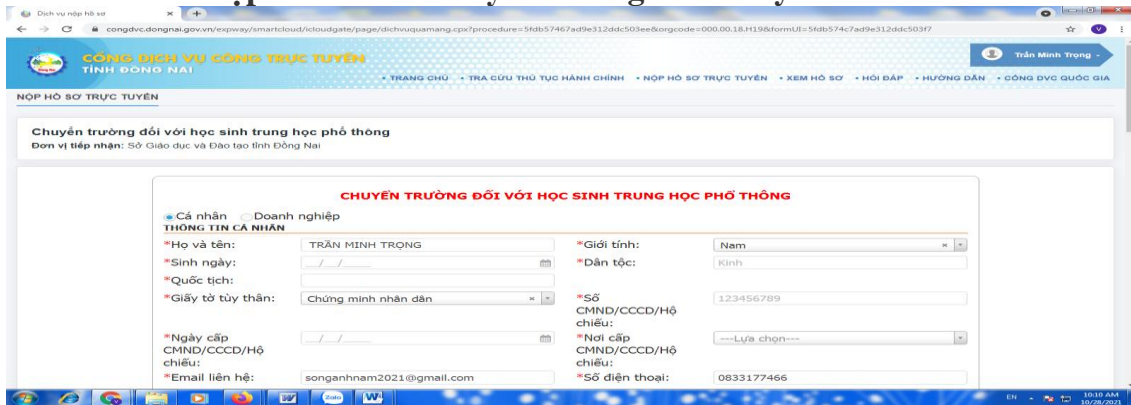 Dịch vụ nộp hồ sơ
congdvc.dongnai.gov.vn/expway/smartcloud/icloudgate/page/dichvuquamang.cpx?procedure=5fdb57467ad9e312ddc503ee&orgcode=000.00.18.H19&formUI=5fdb574c7ad9e312ddc503f7
V
CỔNG DỊCH VỤ CÔNG TRỰC TUYẾN
TỈNH ĐỒNG NAI
Trần Minh Trọng
• TRANG CHỦ • TRA CỨU THỦ TỤC HÀNH CHÍNH • NỘP HỒ SƠ TRỰC TUYẾN • XEM HỒ SƠ • HỎI ĐÁP • HƯỚNG DẪN • CỔNG DVC QUỐC GIA
NỘP HỒ SƠ TRỰC TUYẾN
Chuyển trường đối với học sinh trung học phổ thông
Đơn vị tiếp nhận: Sở Giáo dục và Đào tạo tỉnh Đồng Nai
CHUYỂN TRƯỜNG ĐỐI VỚI HỌC SINH TRUNG HỌC PHỔ THÔNG
Cá nhân Doanh nghiệp
THÔNG TIN CÁ NHÂN
*Họ và tên: TRẦN MINH TRỌNG *Giới tính: Nam
*Sinh ngày: __/__/____ *Dân tộc: Kinh
*Quốc tịch:
*Giấy tờ tùy thân: Chứng minh nhân dân *Số CMND/CCCD/Hộ chiếu: 123456789
*Ngày cấp CMND/CCCD/Hộ chiếu: __/__/____ *Nơi cấp CMND/CCCD/Hộ chiếu: ---Lựa chọn---
*Email liên hệ: songanhnam2021@gmail.com *Số điện thoại: 0833177466
Zalo
EN
10:10 AM
10/28/2021